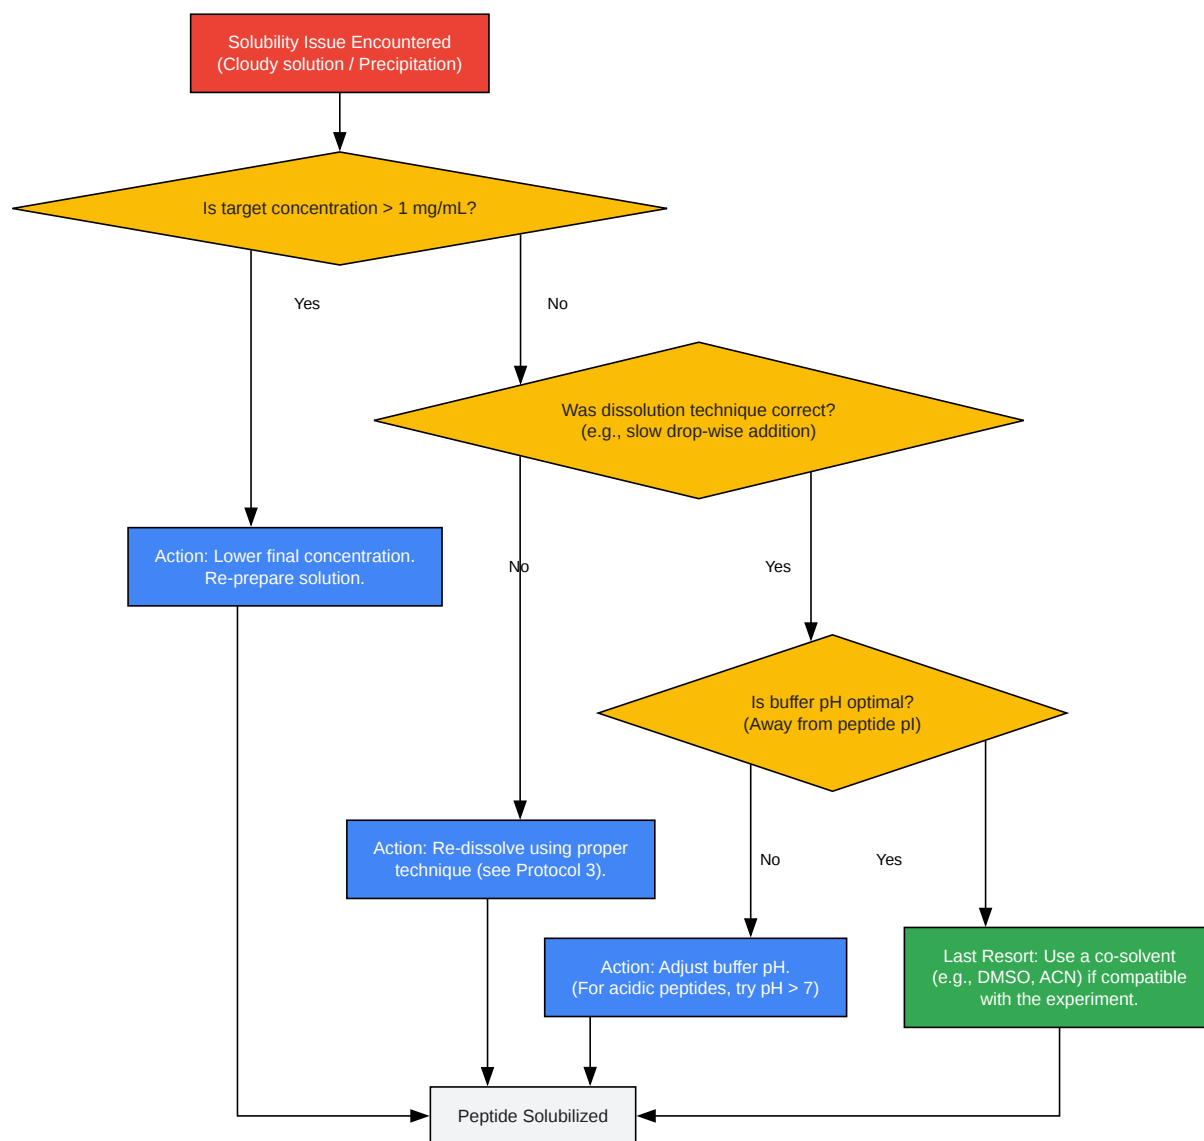 Solubility Issue Encountered
(Cloudy solution / Precipitation)
Is target concentration > 1 mg/mL?
Yes
No
Was dissolution technique correct?
(e.g., slow drop-wise addition)
Action: Lower final concentration.
Re-prepare solution.
No
Yes
Is buffer pH optimal?
(Away from peptide pI)
Action: Re-dissolve using proper
technique (see Protocol 3).
No
Yes
Action: Adjust buffer pH.
(For acidic peptides, try pH > 7)
Last Resort: Use a co-solvent
(e.g., DMSO, ACN) if compatible
with the experiment.
Peptide Solubilized